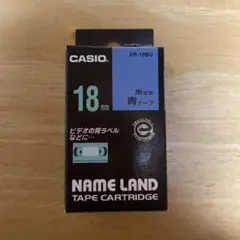 CASIO
XR-18BU
18mm
黒文字
青テープ
ビデオの背ラベル
などに…
NAME LAND
TAPE CARTRIDGE